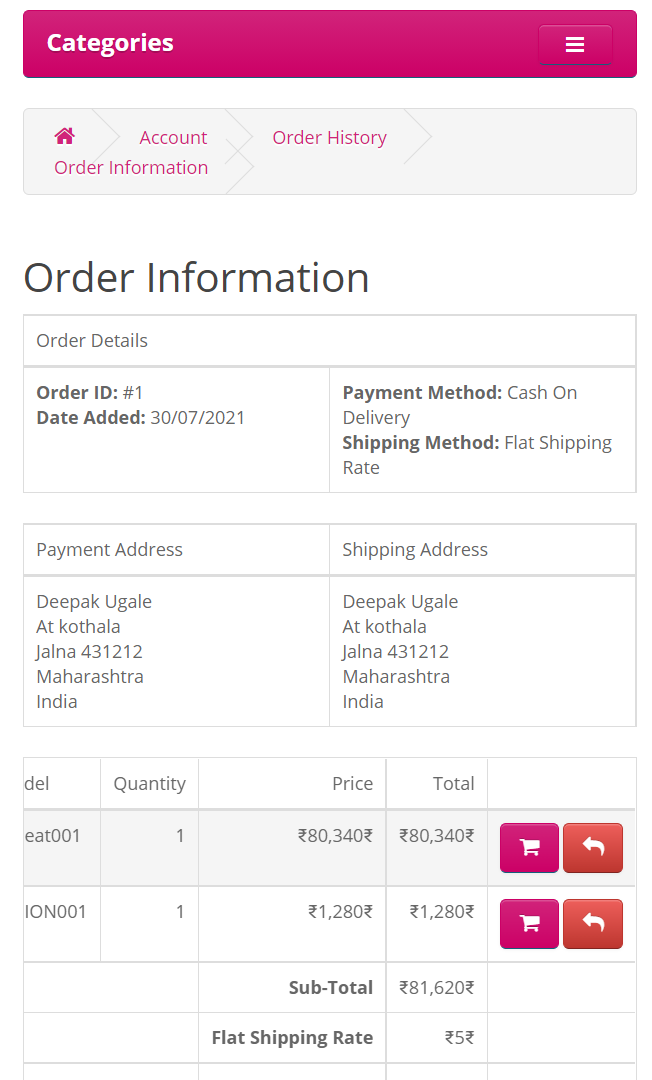 Categories
Account
Order History
Order Information
Order Information
Order Details
Order ID: #1
Date Added: 30/07/2021
Payment Method: Cash On
Delivery
Shipping Method: Flat Shipping
Rate
Payment Address
Shipping Address
Deepak Ugale
At kothala
Jalna 431212
Maharashtra
India
Deepak Ugale
At kothala
Jalna 431212
Maharashtra
India
del Quantity Price Total
eat001 1 ₹80,340₹ ₹80,340₹
ION001 1 ₹1,280₹ ₹1,280₹
Sub-Total ₹81,620₹
Flat Shipping Rate ₹5₹